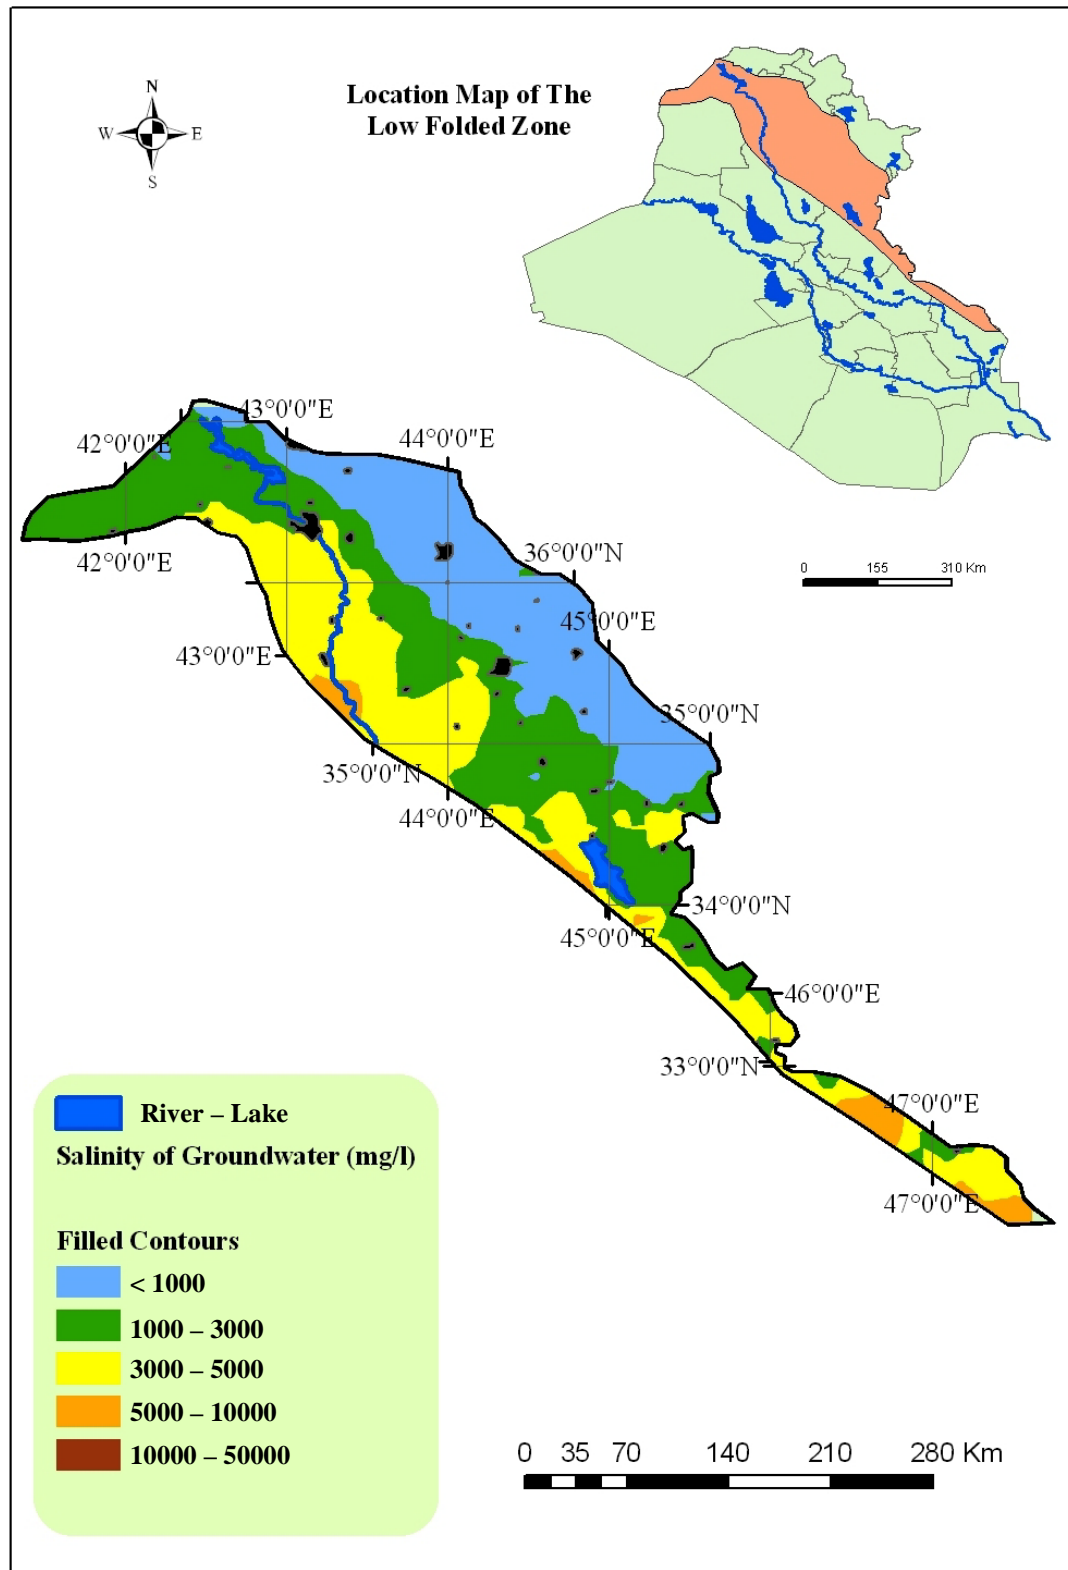 N
W E
S
Location Map of The
Low Folded Zone
0 155 310 Km
43°0'0"E
42°0'0"E
44°0'0"E
36°0'0"N
42°0'0"E
45°0'0"E
43°0'0"E
35°0'0"N
35°0'0"N
44°0'0"E
34°0'0"N
45°0'0"E
46°0'0"E
33°0'0"N
47°0'0"E
47°0'0"E
River – Lake
Salinity of Groundwater (mg/l)
Filled Contours
< 1000
1000 – 3000
3000 – 5000
5000 – 10000
10000 – 50000
0 35 70 140 210 280 Km